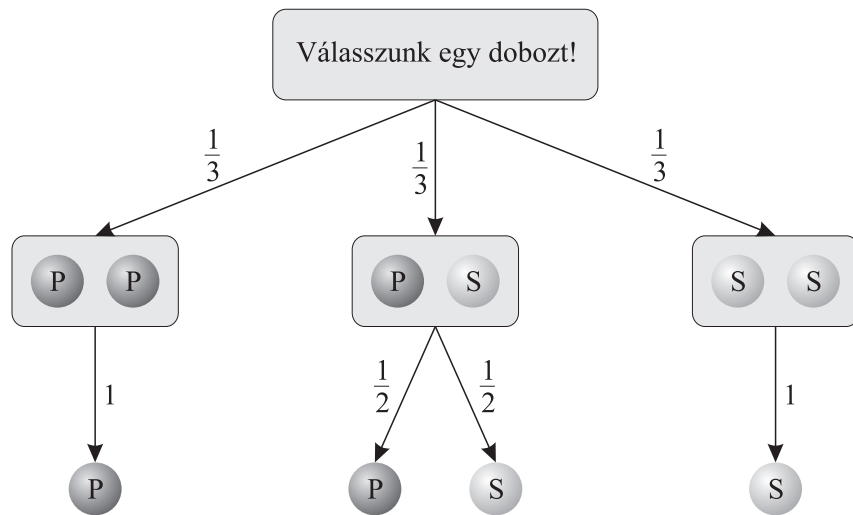 Válasszunk egy dobozt!
1/3 1/3 1/3
P P P S S S
1 1/2 1/2 1
P P S S